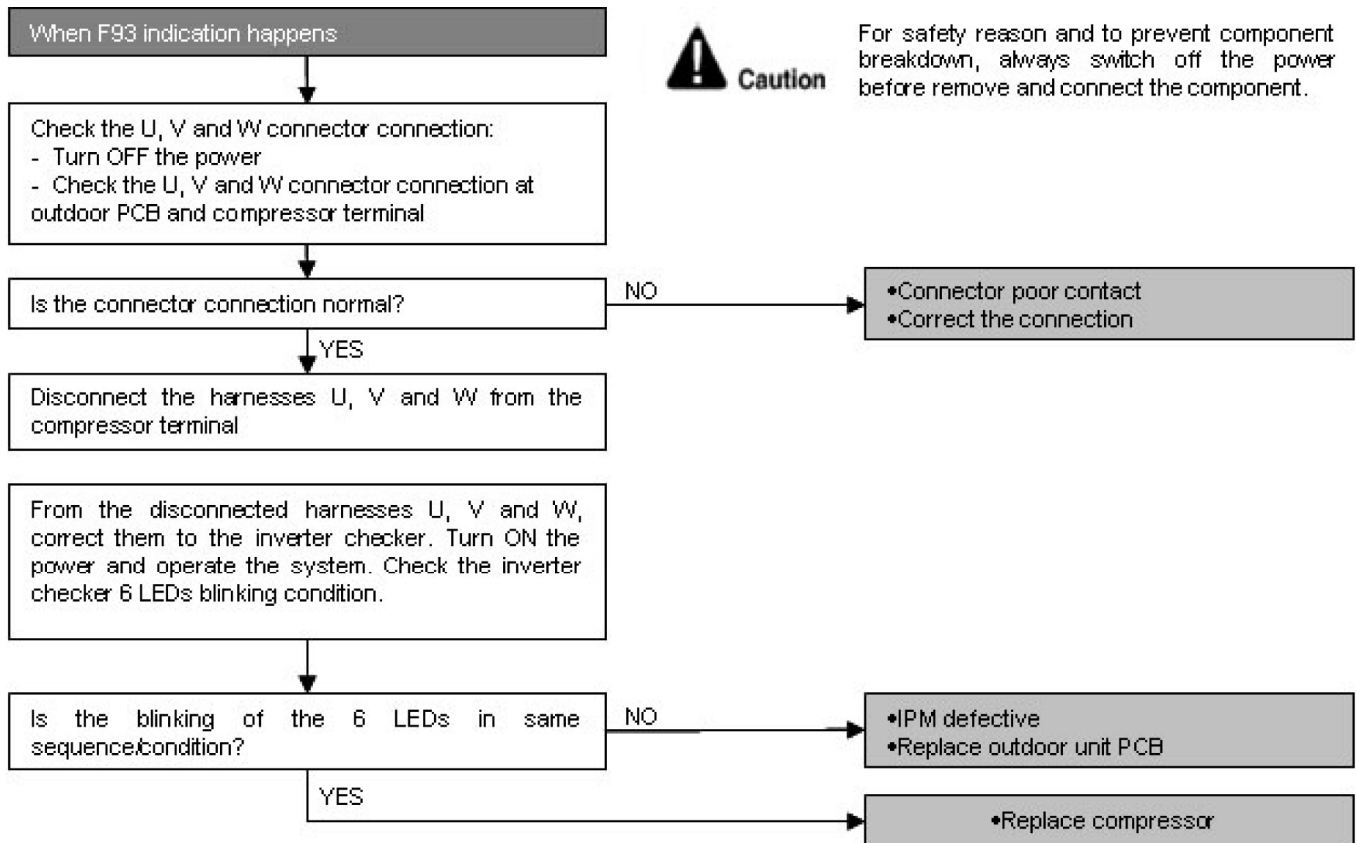 When F93 indication happens
Caution
For safety reason and to prevent component
breakdown, always switch off the power
before remove and connect the component.
Check the U, V and W connector connection:
- Turn OFF the power
- Check the U, V and W connector connection at
outdoor PCB and compressor terminal
Is the connector connection normal?
NO
•Connector poor contact
•Correct the connection
YES
Disconnect the harnesses U, V and W from the
compressor terminal
From the disconnected harnesses U, V and W,
correct them to the inverter checker. Turn ON the
power and operate the system. Check the inverter
checker 6 LEDs blinking condition.
Is the blinking of the 6 LEDs in same
sequence/condition?
NO
•IPM defective
•Replace outdoor unit PCB
YES
•Replace compressor